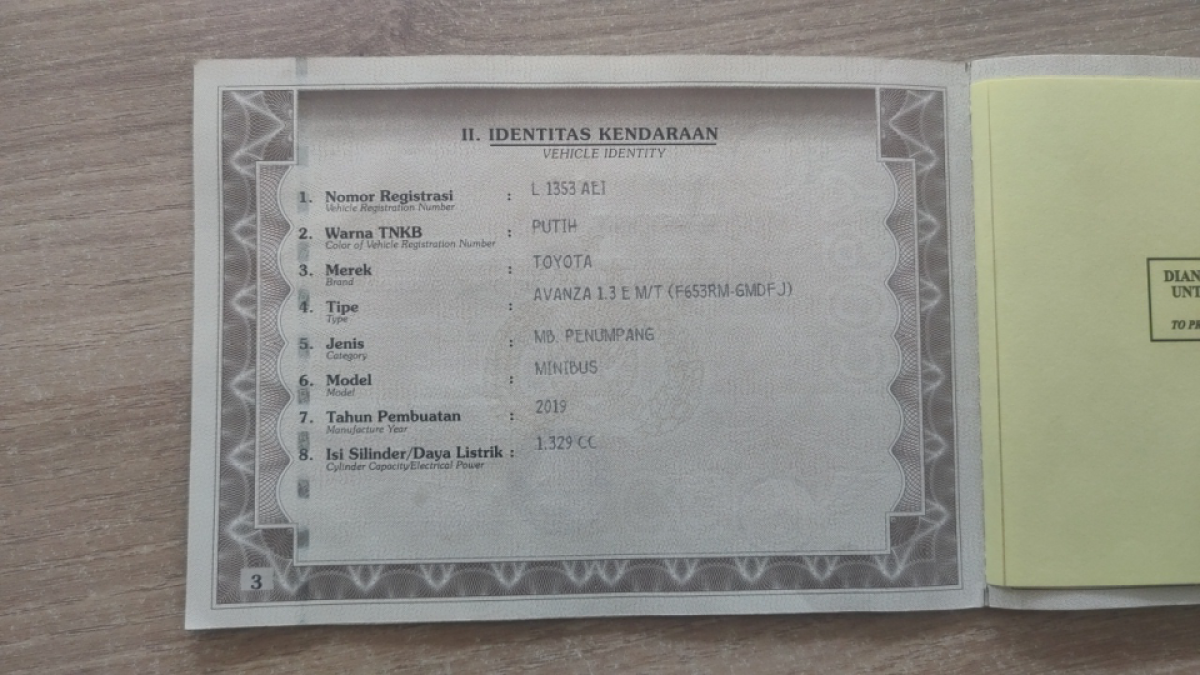 II. IDENTITAS KENDARAAN
VEHICLE IDENTITY
1. Nomor Registrasi : L 1353 AEI
Vehicle Registration Number
2. Warna TNKB : PUTIH
Color of Vehicle Registration Number
3. Merek : TOYOTA
Brand
4. Tipe : AVANZA 1.3 E M/T (F653RM-GMDFJ)
Type
5. Jenis : MB. PENUMPANG
Category
6. Model : MINIBUS
Model
7. Tahun Pembuatan : 2019
Manufacture Year
8. Isi Silinder/Daya Listrik : 1.329 CC
Cylinder Capacity/Electrical Power
3
DIAN
UNT
TO PR